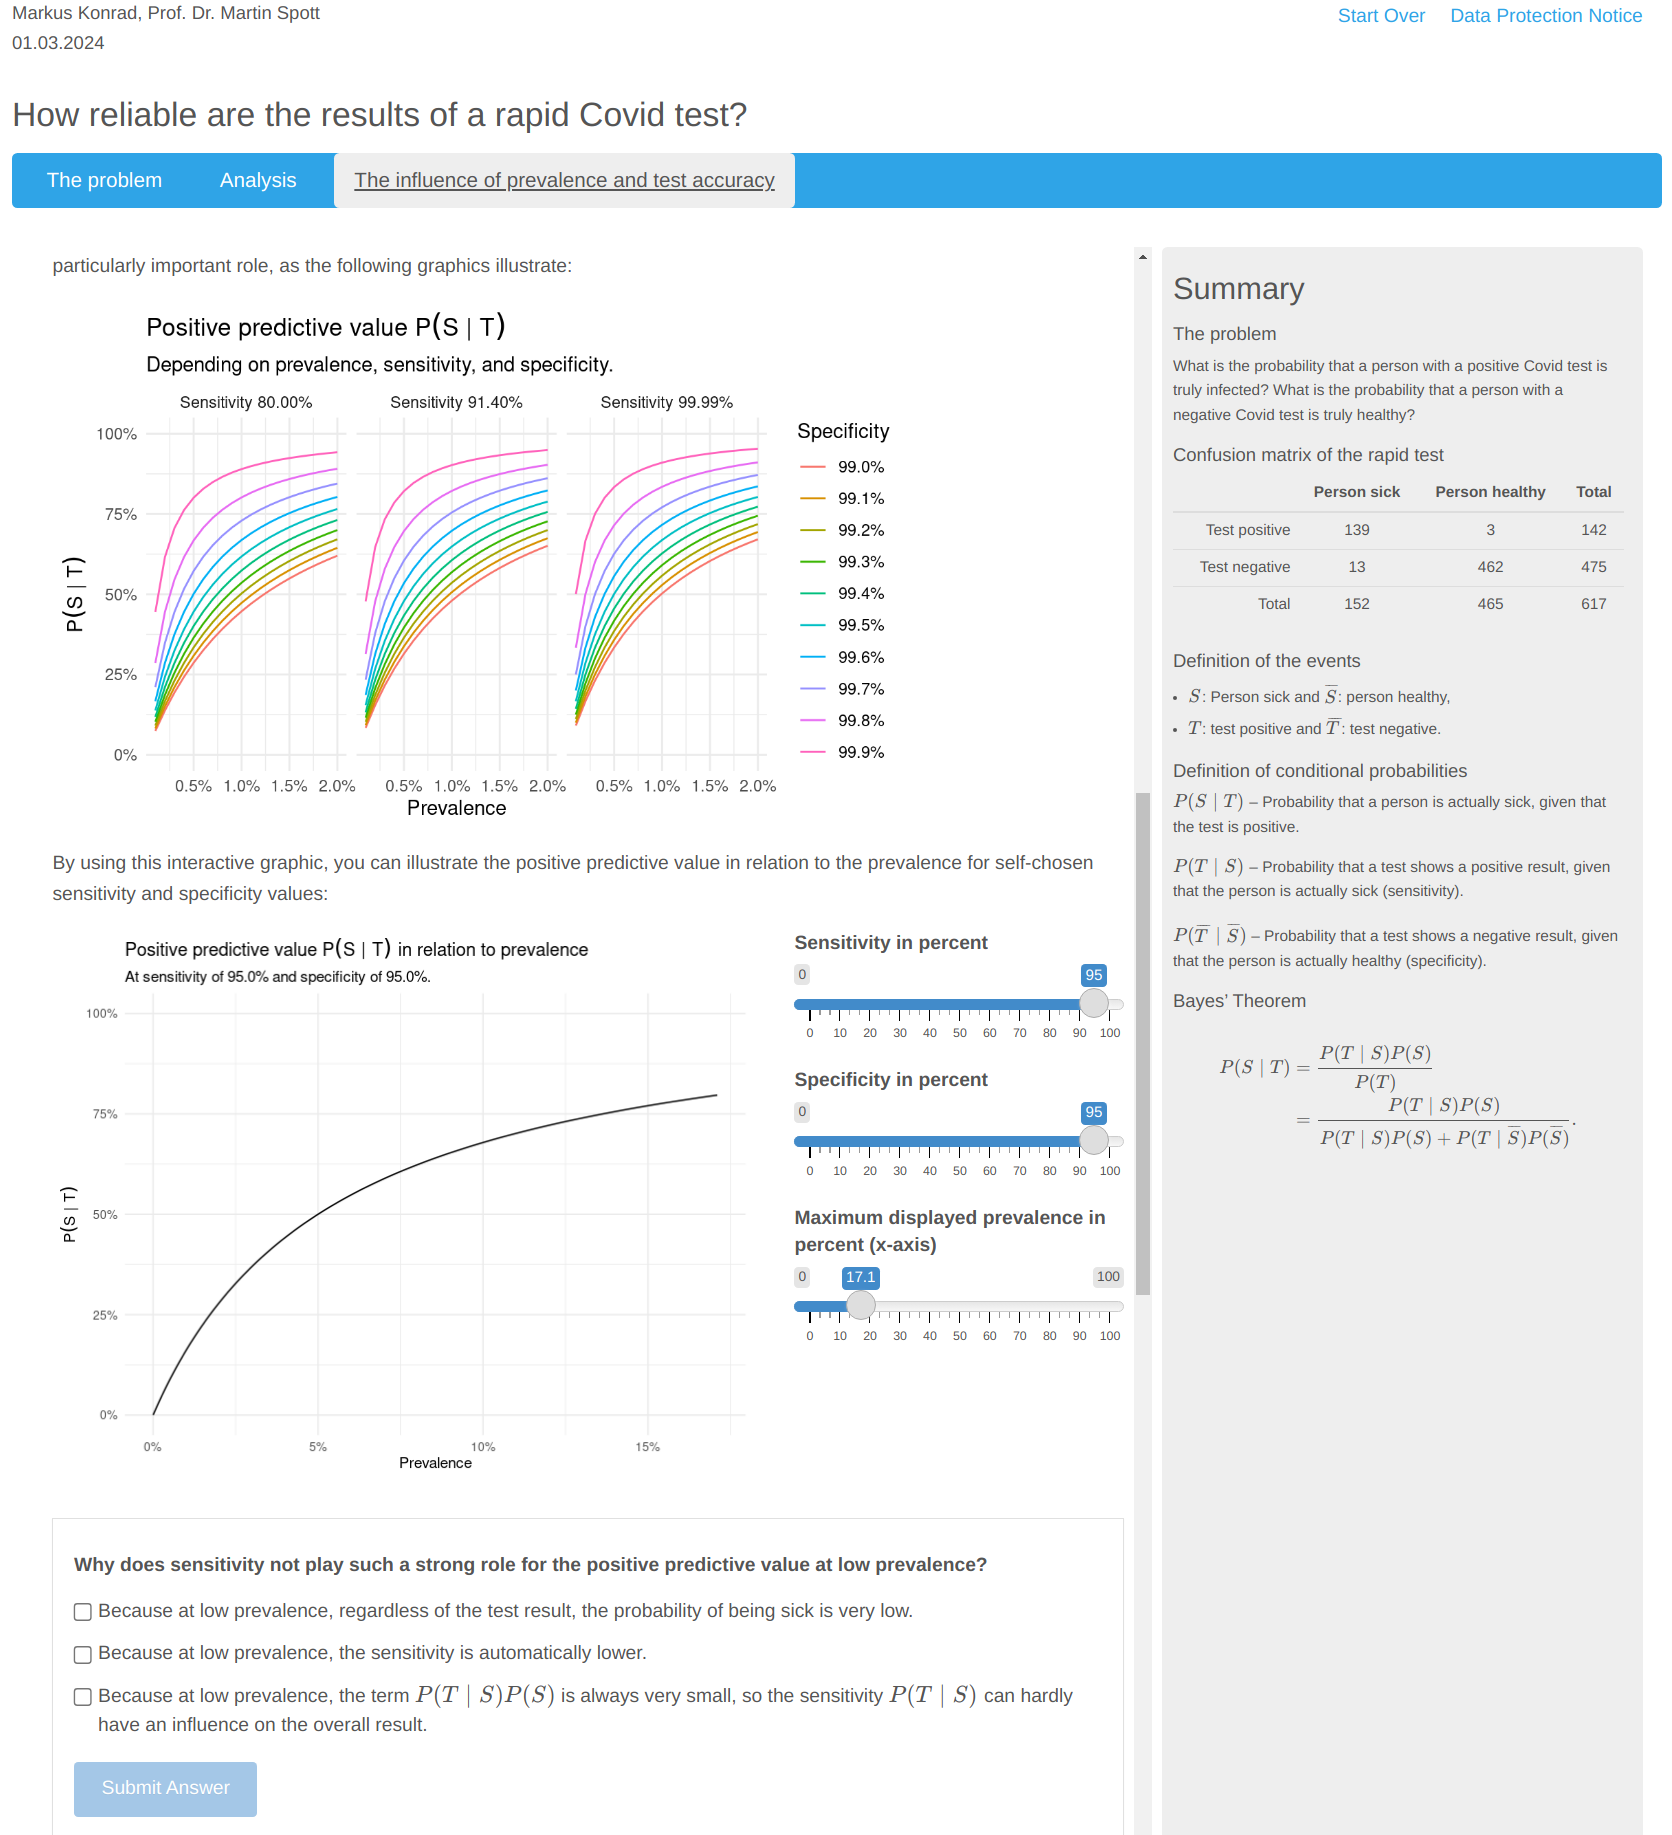 Markus Konrad, Prof. Dr. Martin Spott
01.03.2024
Start Over Data Protection Notice
How reliable are the results of a rapid Covid test?
The problem Analysis The influence of prevalence and test accuracy
particularly important role, as the following graphics illustrate:
Positive predictive value P(S | T)
Depending on prevalence, sensitivity, and specificity.
Sensitivity 80.00% Sensitivity 91.40% Sensitivity 99.99%
100%
75%
50%
25%
0%
P(S | T)
0.5% 1.0% 1.5% 2.0% 0.5% 1.0% 1.5% 2.0% 0.5% 1.0% 1.5% 2.0%
Prevalence
Specificity
99.0%
99.1%
99.2%
99.3%
99.4%
99.5%
99.6%
99.7%
99.8%
99.9%
By using this interactive graphic, you can illustrate the positive predictive value in relation to the prevalence for self-chosen
sensitivity and specificity values:
Positive predictive value P(S | T) in relation to prevalence
At sensitivity of 95.0% and specificity of 95.0%.
100%
75%
50%
25%
0%
P(S | T)
0% 5% 10% 15%
Prevalence
Sensitivity in percent
0 95
0 10 20 30 40 50 60 70 80 90 100
Specificity in percent
0 95
0 10 20 30 40 50 60 70 80 90 100
Maximum displayed prevalence in
percent (x-axis)
0 17.1 100
0 10 20 30 40 50 60 70 80 90 100
Why does sensitivity not play such a strong role for the positive predictive value at low prevalence?
Because at low prevalence, regardless of the test result, the probability of being sick is very low.
Because at low prevalence, the sensitivity is automatically lower.
Because at low prevalence, the term P(T | S)P(S) is always very small, so the sensitivity P(T | S) can hardly
have an influence on the overall result.
Submit Answer
Summary
The problem
What is the probability that a person with a positive Covid test is
truly infected? What is the probability that a person with a
negative Covid test is truly healthy?
Confusion matrix of the rapid test
Person sick Person healthy Total
Test positive 139 3 142
Test negative 13 462 475
Total 152 465 617
Definition of the events
• S: Person sick and S̅: person healthy,
• T: test positive and T̅: test negative.
Definition of conditional probabilities
P(S | T) – Probability that a person is actually sick, given that
the test is positive.
P(T | S) – Probability that a test shows a positive result, given
that the person is actually sick (sensitivity).
P(T̅ | S̅) – Probability that a test shows a negative result, given
that the person is actually healthy (specificity).
Bayes’ Theorem
P(S | T) = P(T | S)P(S)
P(T)
= P(T | S)P(S)
P(T | S)P(S) + P(T | S̅)P(S̅) .